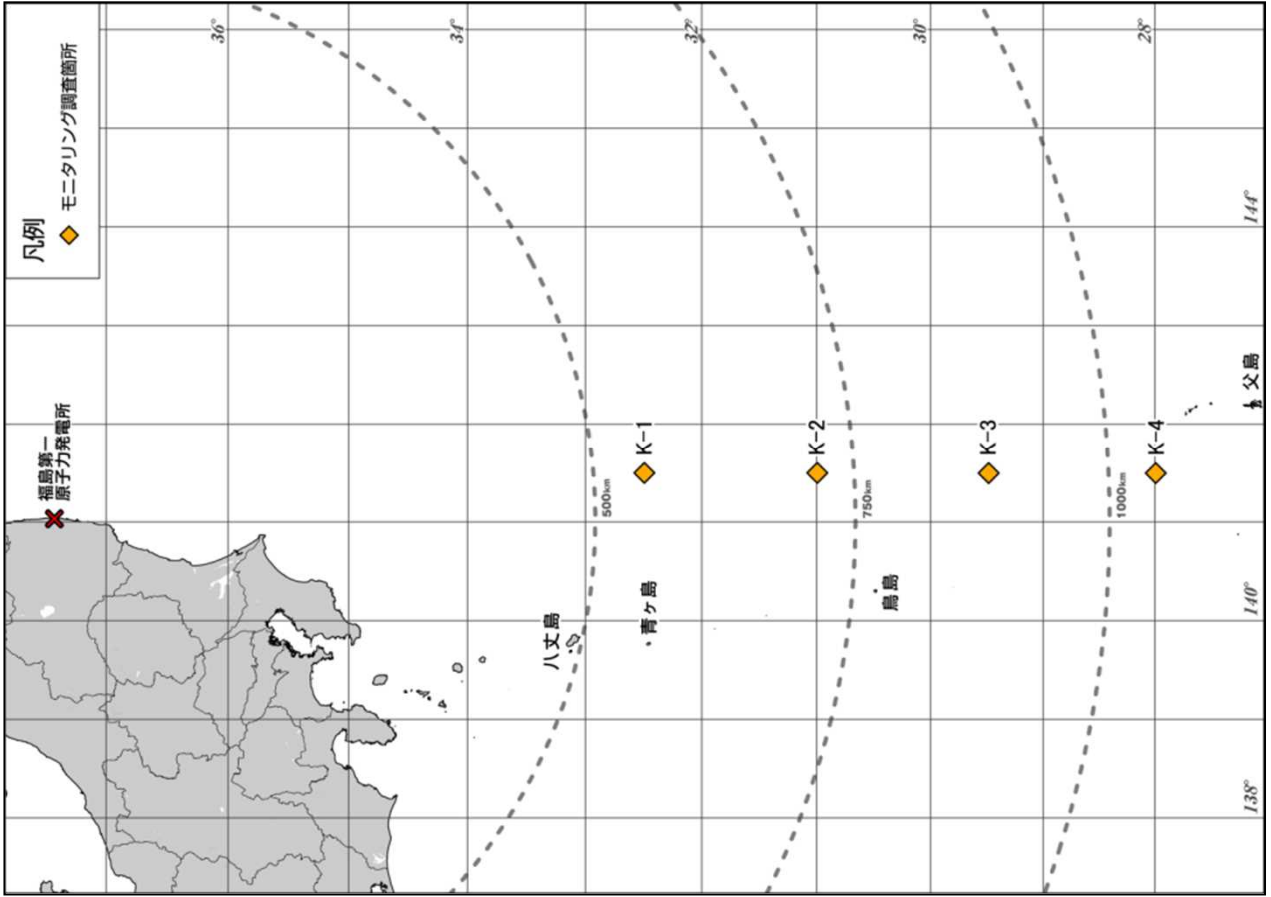 凡例
モニタリング調査箇所
福島第一
原子力発電所
36°
34°
32°
30°
28°
144°
140°
138°
500km
750km
1000km
K-1
K-2
K-3
K-4
八丈島
青ヶ島
鳥島
父島